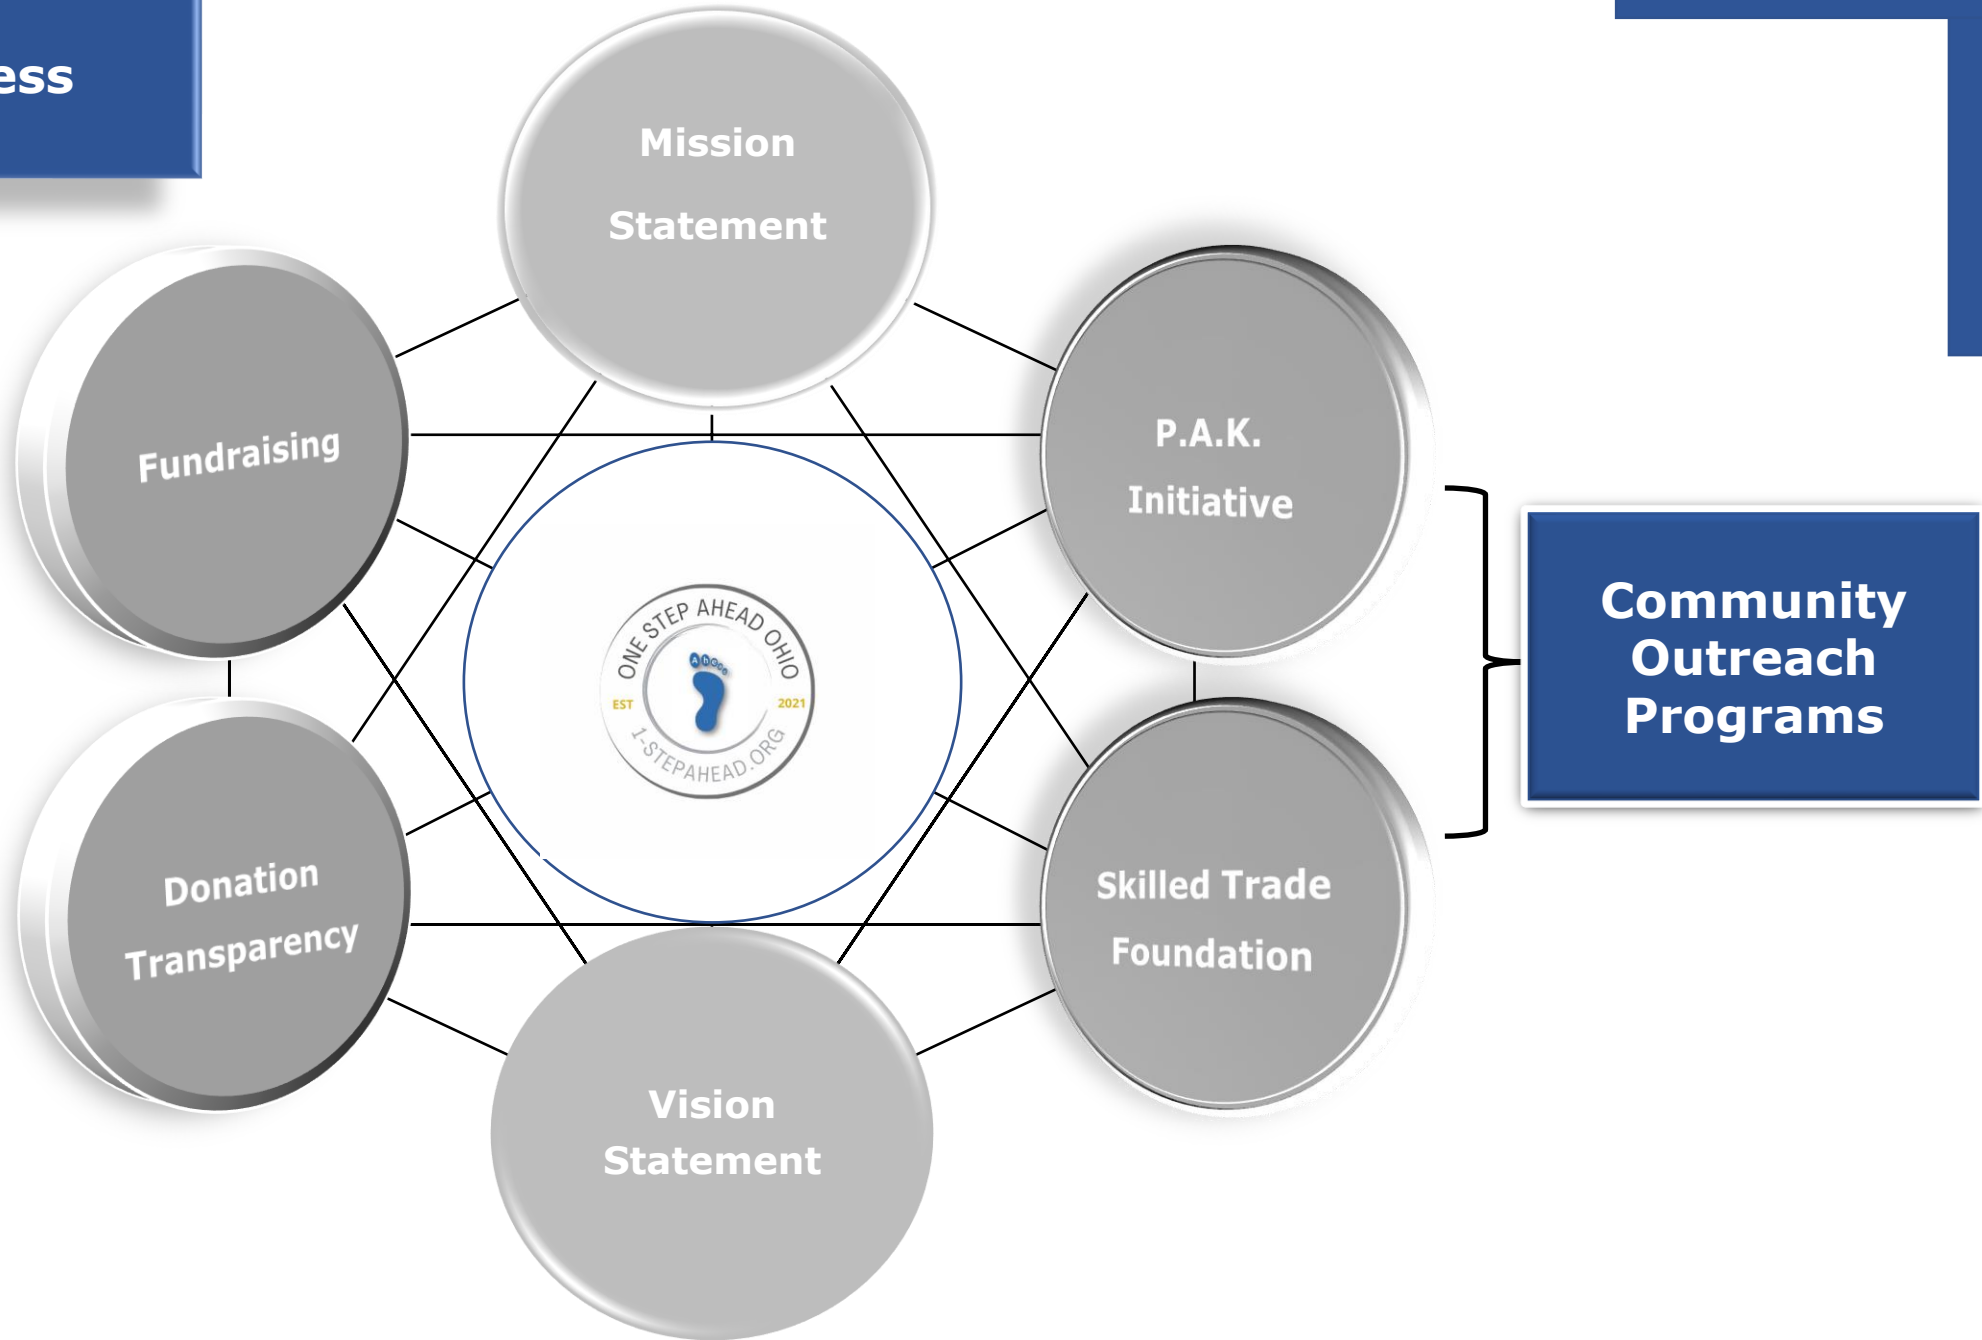 ess
Mission
Statement
Fundraising
P.A.K.
Initiative
ONE STEP AHEAD OHIO
EST
2021
1-STEPAHEAD.ORG
Community
Outreach
Programs
Donation
Transparency
Skilled Trade
Foundation
Vision
Statement